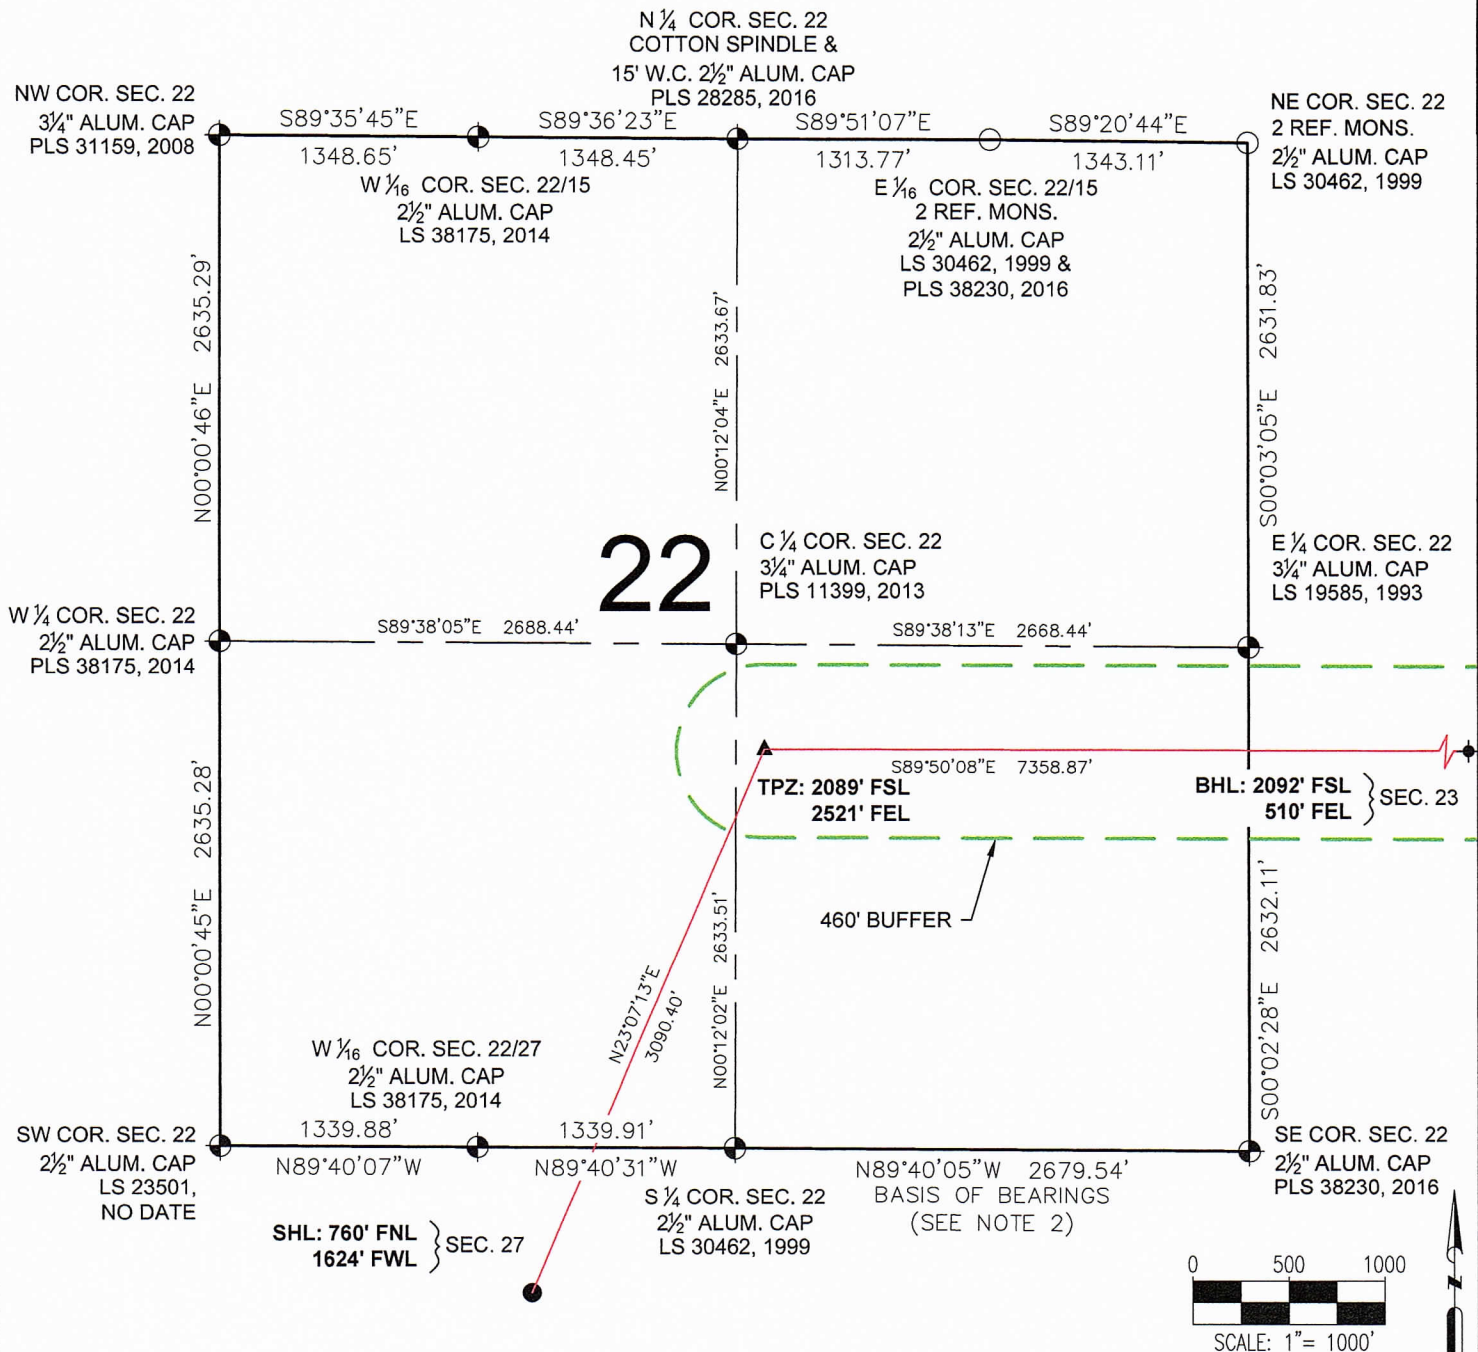 N ¼ COR. SEC. 22
COTTON SPINDLE &
15' W.C. 2½" ALUM. CAP
PLS 28285, 2016
NW COR. SEC. 22
3¼" ALUM. CAP
PLS 31159, 2008
S89°35'45"E
1348.65'
S89°36'23"E
1348.45'
S89°51'07"E
1313.77'
S89°20'44"E
1343.11'
NE COR. SEC. 22
2 REF. MONS.
2½" ALUM. CAP
LS 30462, 1999
W 1⁄16 COR. SEC. 22/15
2½" ALUM. CAP
LS 38175, 2014
E 1⁄16 COR. SEC. 22/15
2 REF. MONS.
2½" ALUM. CAP
LS 30462, 1999 &
PLS 38230, 2016
N00°00'46"E 2635.29'
N00°12'04"E 2633.67'
S00°03'05"E 2631.83'
22
C ¼ COR. SEC. 22
3¼" ALUM. CAP
PLS 11399, 2013
E ¼ COR. SEC. 22
3¼" ALUM. CAP
LS 19585, 1993
W ¼ COR. SEC. 22
2½" ALUM. CAP
PLS 38175, 2014
S89°38'05"E 2688.44'
S89°38'13"E 2668.44'
S89°50'08"E 7358.87'
TPZ: 2089' FSL
2521' FEL
BHL: 2092' FSL
510' FEL
SEC. 23
460' BUFFER
N00°00'45"E 2635.28'
N23°07'13"E
3090.40'
N00°12'02"E 2633.51'
S00°02'28"E 2632.11'
W 1⁄16 COR. SEC. 22/27
2½" ALUM. CAP
LS 38175, 2014
SW COR. SEC. 22
2½" ALUM. CAP
LS 23501,
NO DATE
1339.88'
N89°40'07"W
1339.91'
N89°40'31"W
N89°40'05"W 2679.54'
BASIS OF BEARINGS
(SEE NOTE 2)
SE COR. SEC. 22
2½" ALUM. CAP
PLS 38230, 2016
S ¼ COR. SEC. 22
2½" ALUM. CAP
LS 30462, 1999
SHL: 760' FNL
1624' FWL
SEC. 27
0 500 1000
SCALE: 1"= 1000'
N